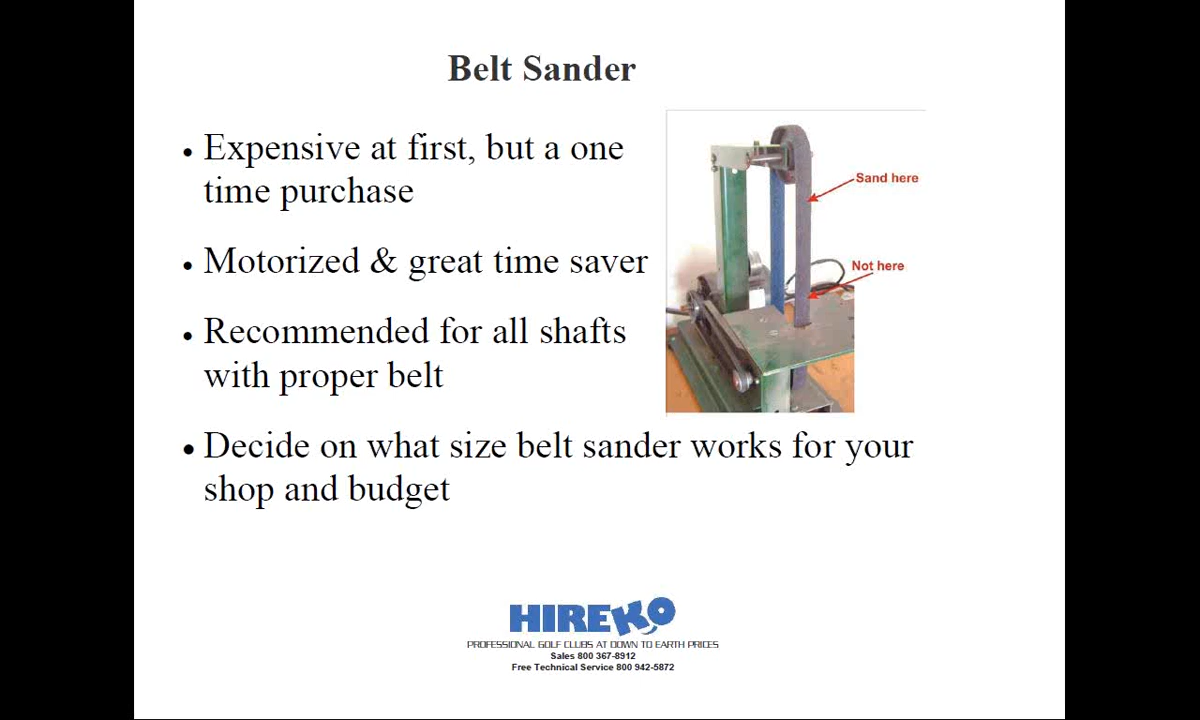 Belt Sander
• Expensive at first, but a one
time purchase
• Motorized & great time saver
• Recommended for all shafts
with proper belt
• Decide on what size belt sander works for your
shop and budget
Sand here
Not here
HIREKO
PROFESSIONAL GOLF CLUBS AT DOWN TO EARTH PRICES
Sales 800 367-8912
Free Technical Service 800 942-5872